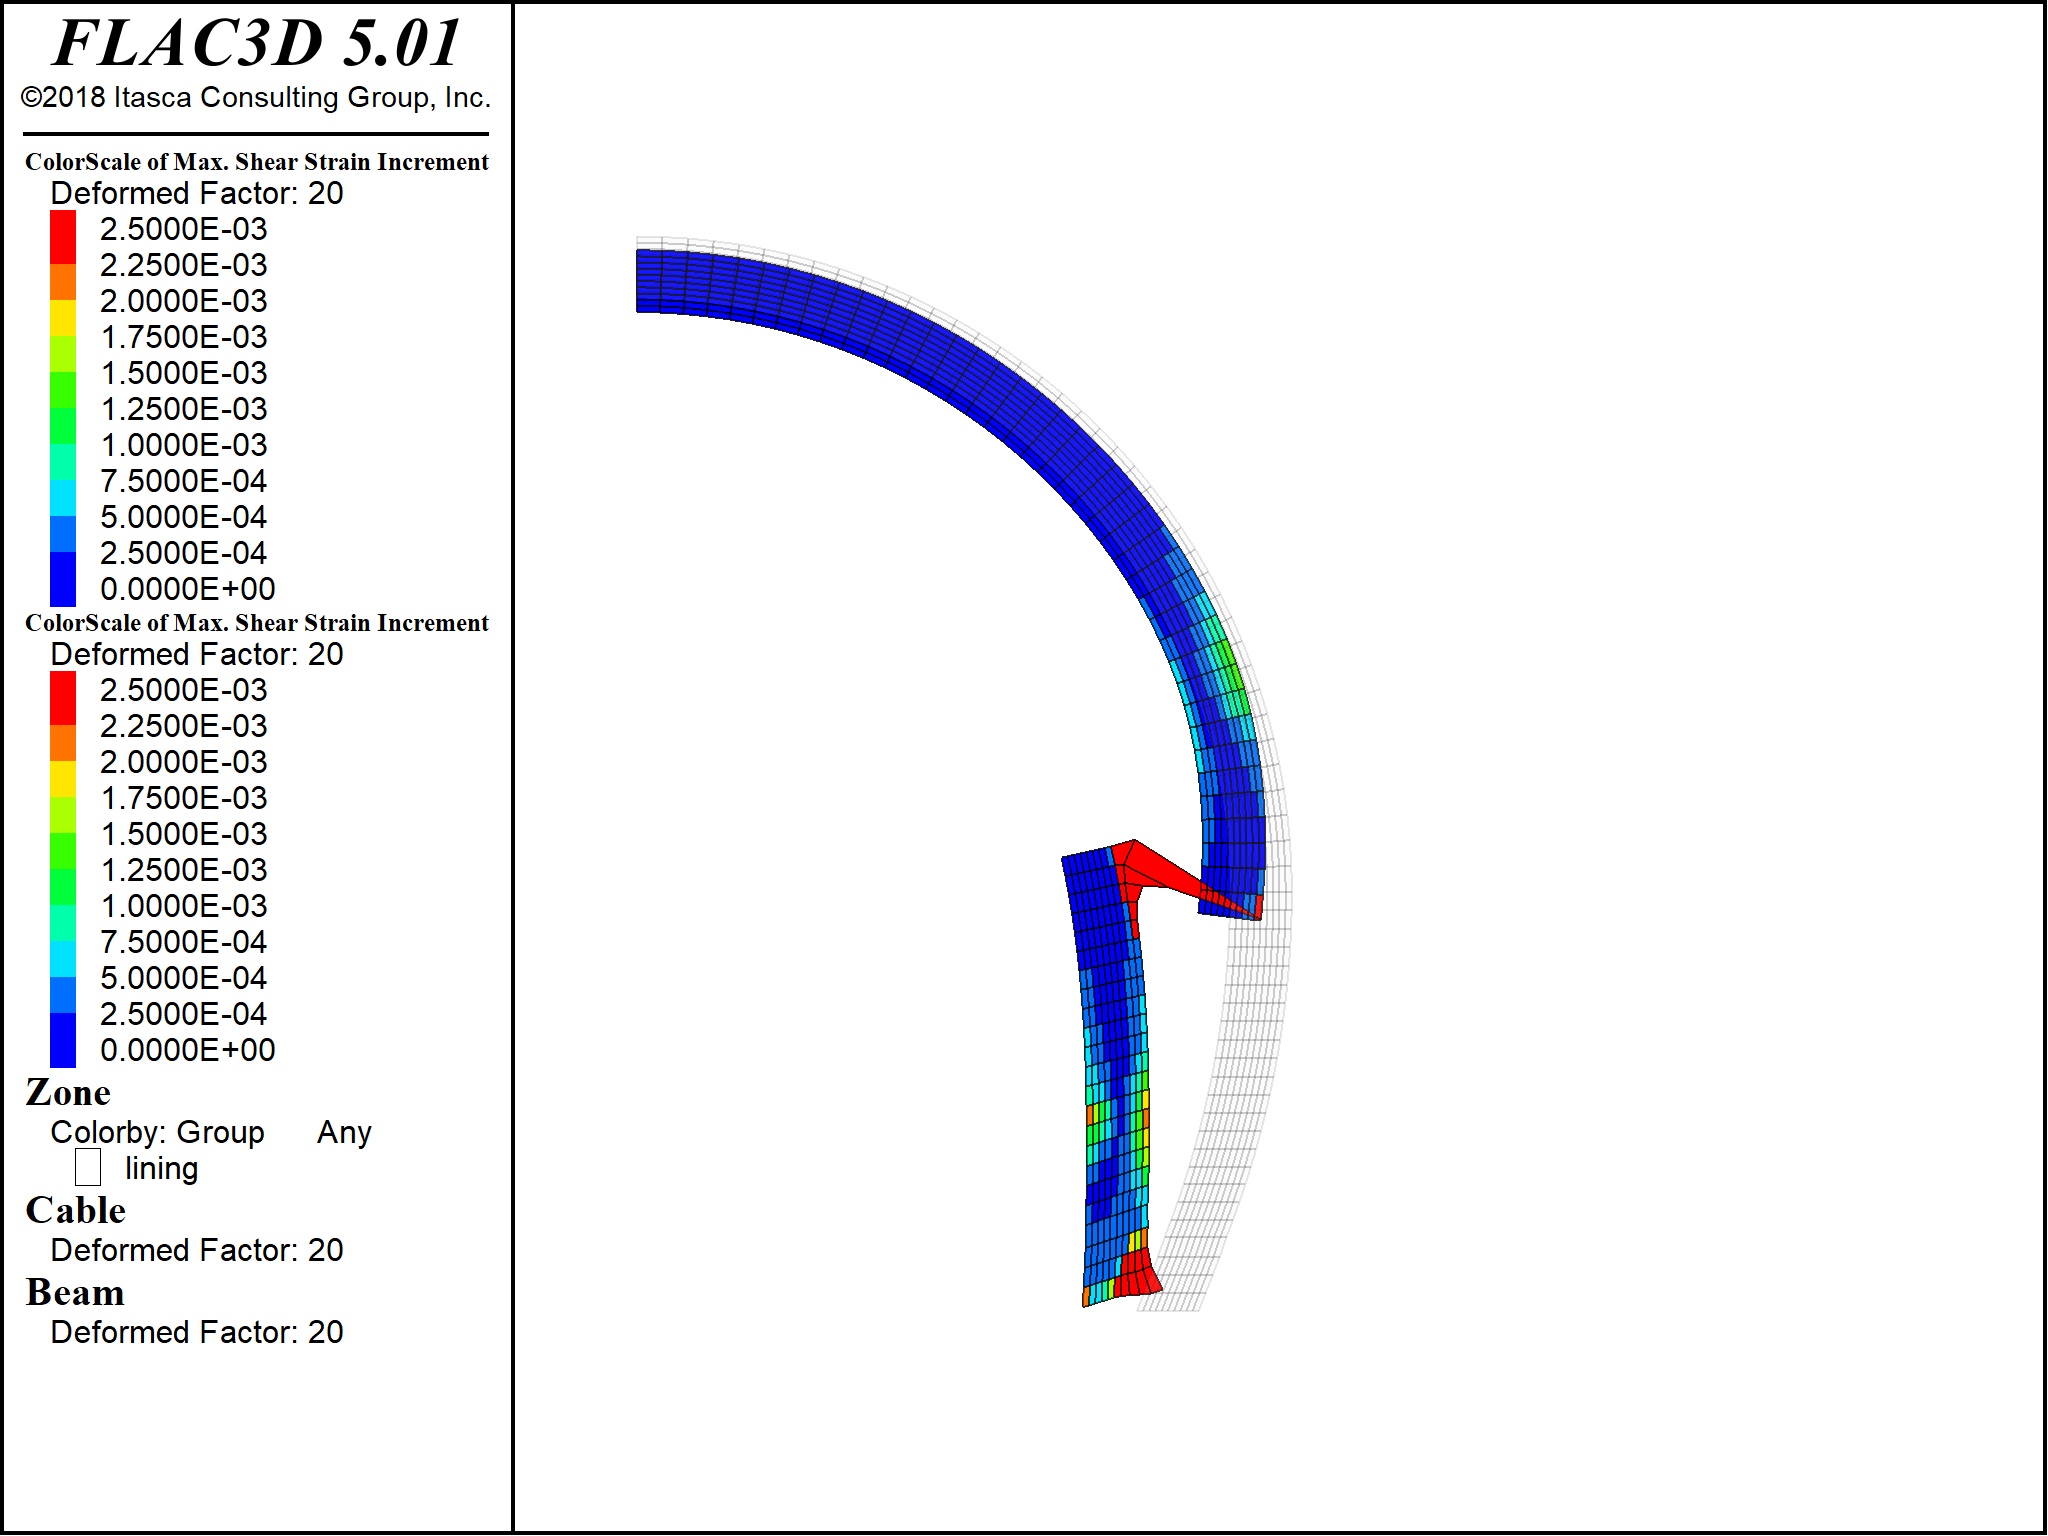 FLAC3D 5.01
©2018 Itasca Consulting Group, Inc.
ColorScale of Max. Shear Strain Increment
Deformed Factor: 20
2.5000E-03
2.2500E-03
2.0000E-03
1.7500E-03
1.5000E-03
1.2500E-03
1.0000E-03
7.5000E-04
5.0000E-04
2.5000E-04
0.0000E+00
ColorScale of Max. Shear Strain Increment
Deformed Factor: 20
2.5000E-03
2.2500E-03
2.0000E-03
1.7500E-03
1.5000E-03
1.2500E-03
1.0000E-03
7.5000E-04
5.0000E-04
2.5000E-04
0.0000E+00
Zone
Colorby: Group Any
lining
Cable
Deformed Factor: 20
Beam
Deformed Factor: 20